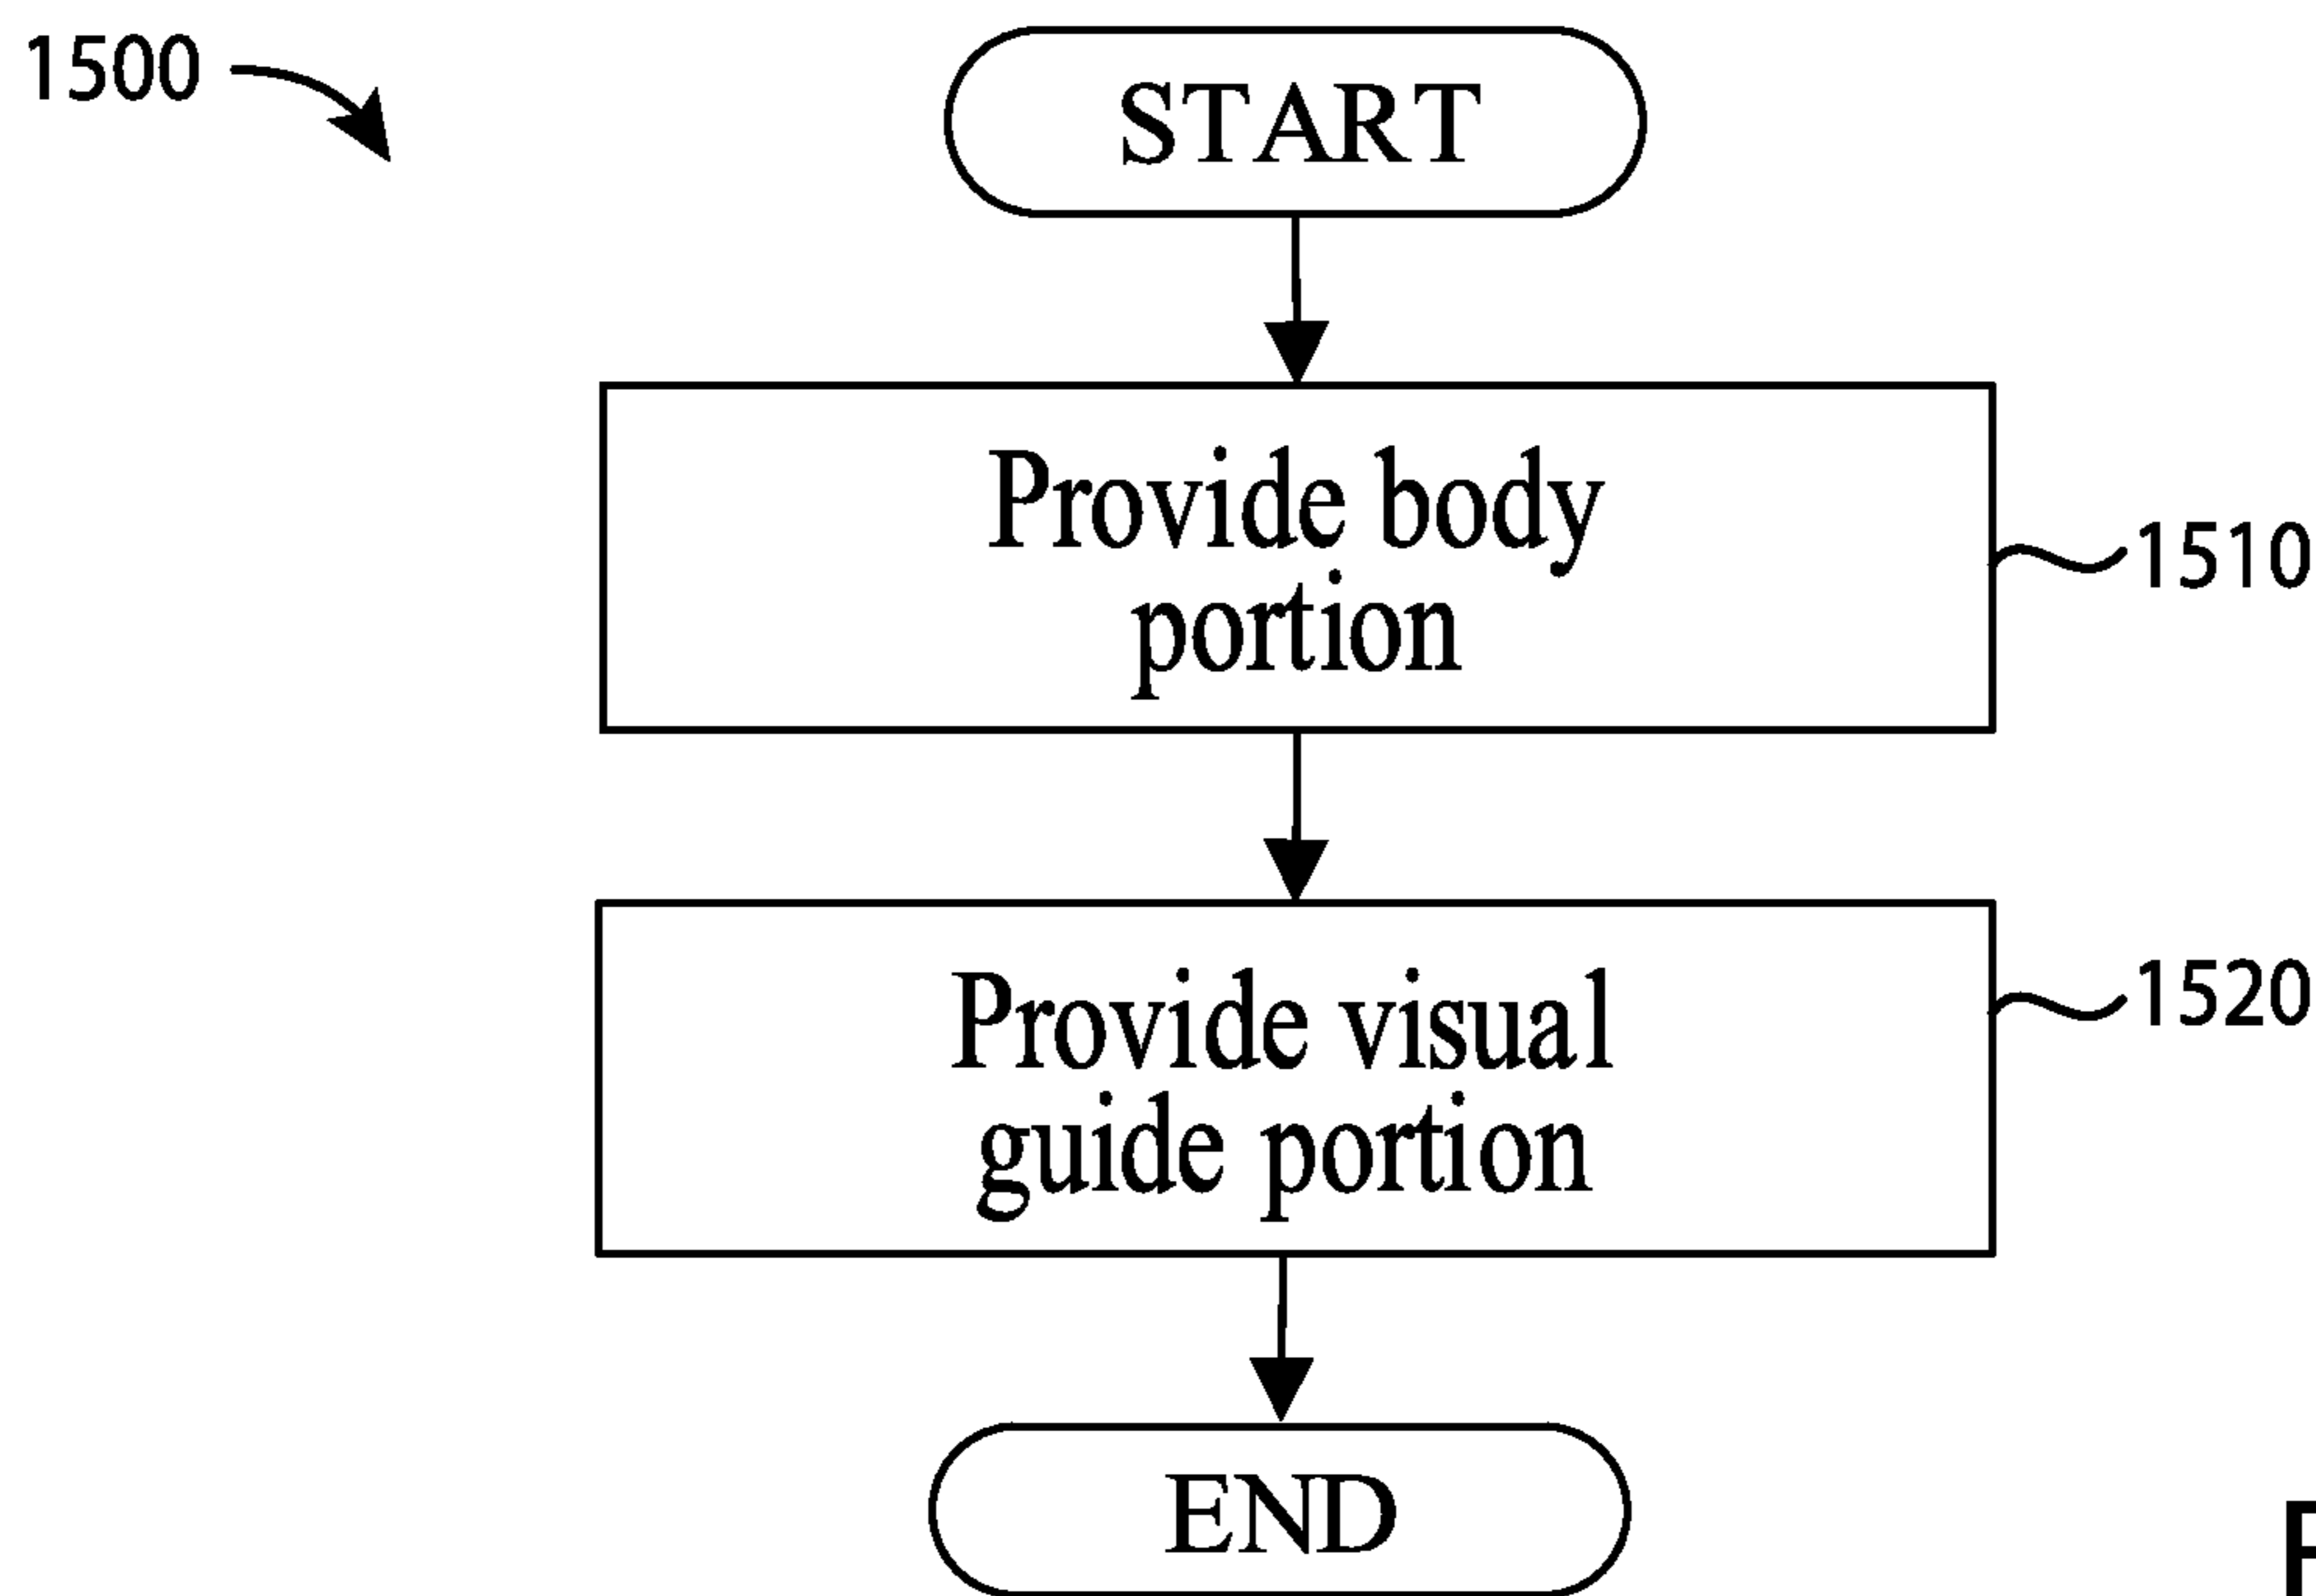 1500
START
Provide body
portion
1510
Provide visual
guide portion
1520
END